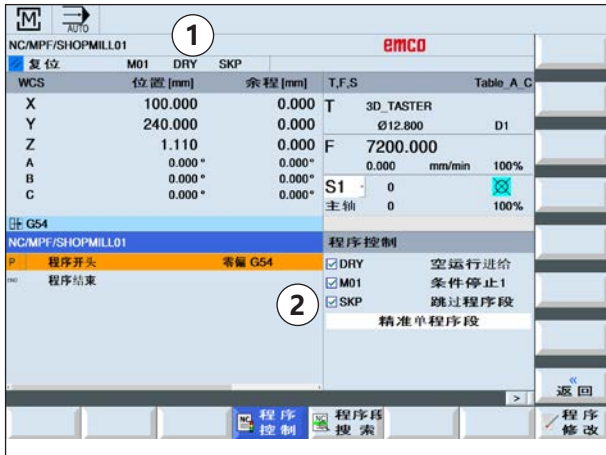 M
AUTO
NC/MPF/SHOPMILL01
1
emco
复位 M01 DRY SKP
WCS 位置 [mm] 余程 [mm]
X 100.000 0.000
Y 240.000 0.000
Z 1.110 0.000
A 0.000 ° 0.000°
B 0.000 ° 0.000°
C 0.000 ° 0.000°
G54
T,F,S Table_A_C
T 3D_TASTER
Ø12.800 D1
F 7200.000
0.000 mm/min 100%
S1 0
主轴 0 100%
NC/MPF/SHOPMILL01
P 程序开头 零偏 G54
END 程序结束
程序控制
DRY 空运行进给
M01 条件停止1
2
SKP 跳过程序段
精准单程序段
«
返回
>
NC 程序
控制
NC 程序段
搜索
程序
修改